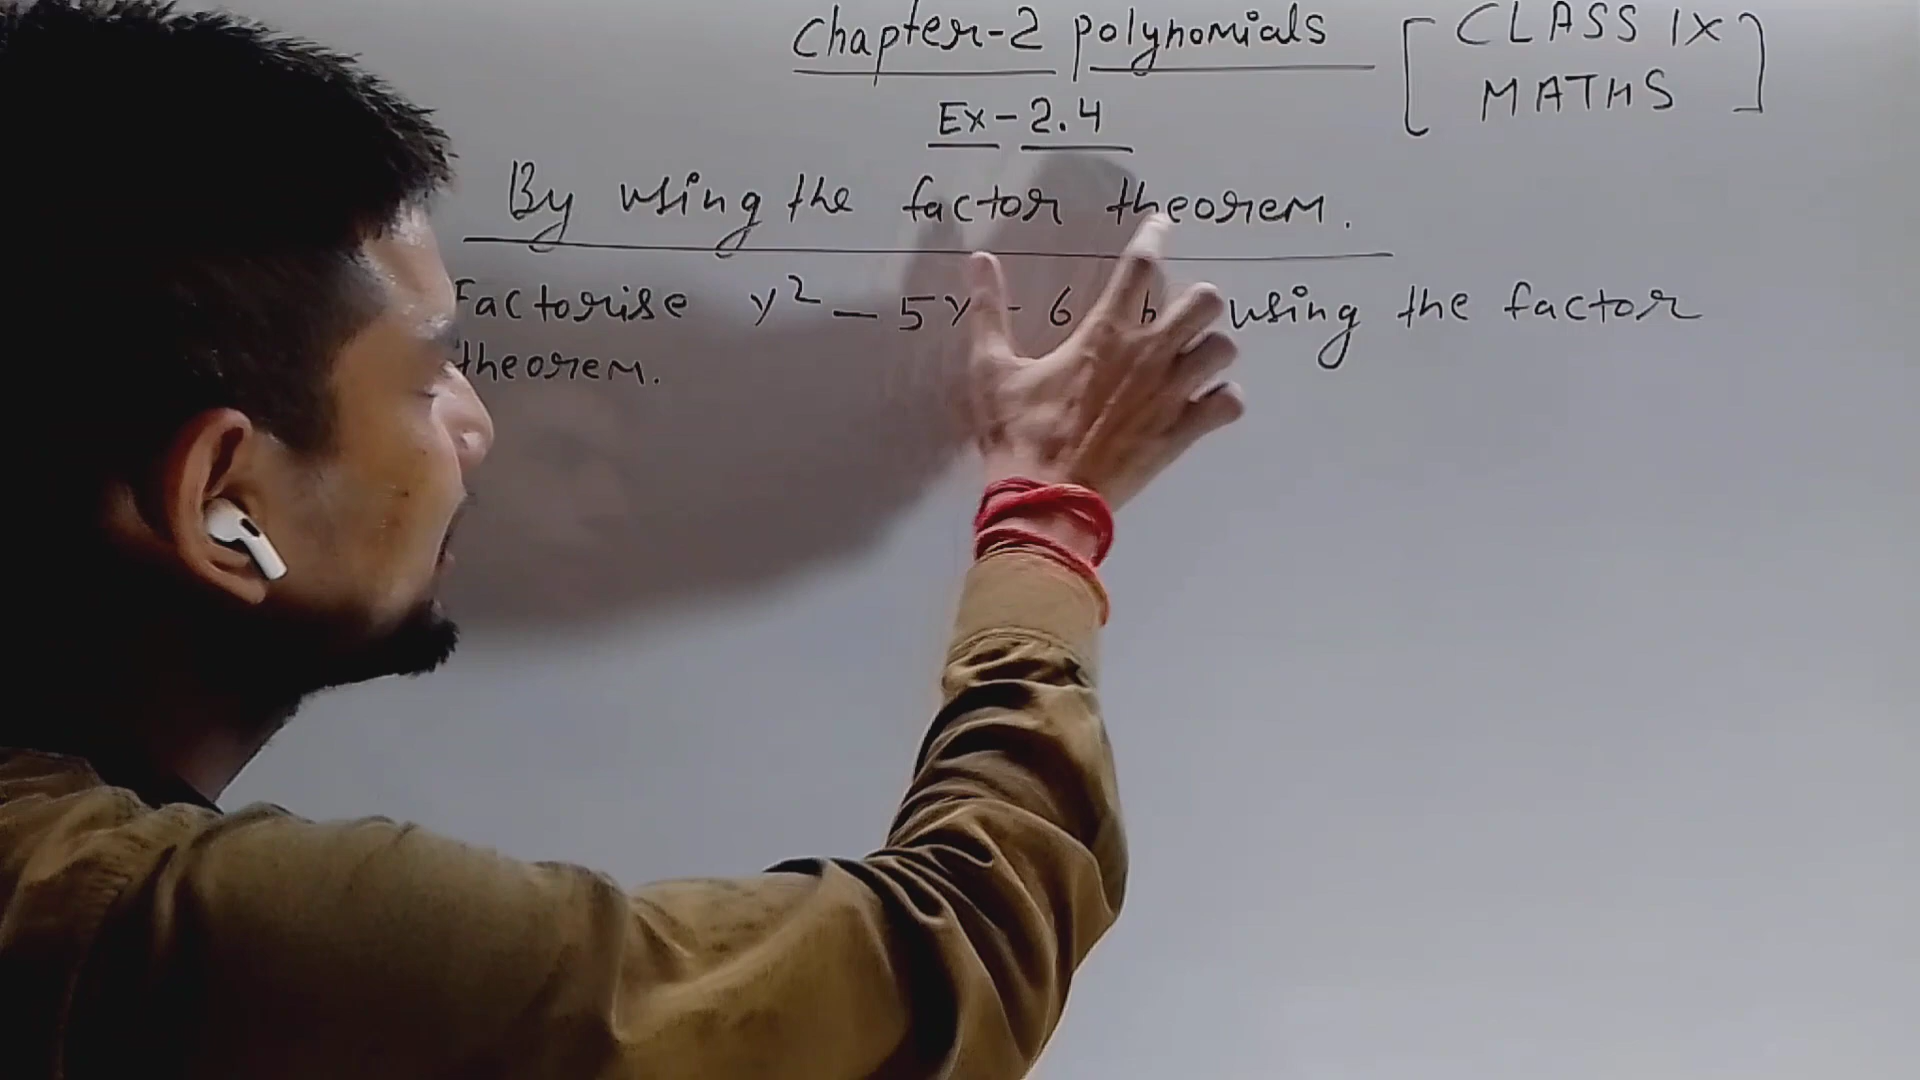 Chapter-2 Polynomials [ CLASS IX
MATHS ]
Ex-2.4
By using the factor theorem.
Factorise y² - 5y - 6 using the factor
theorem.